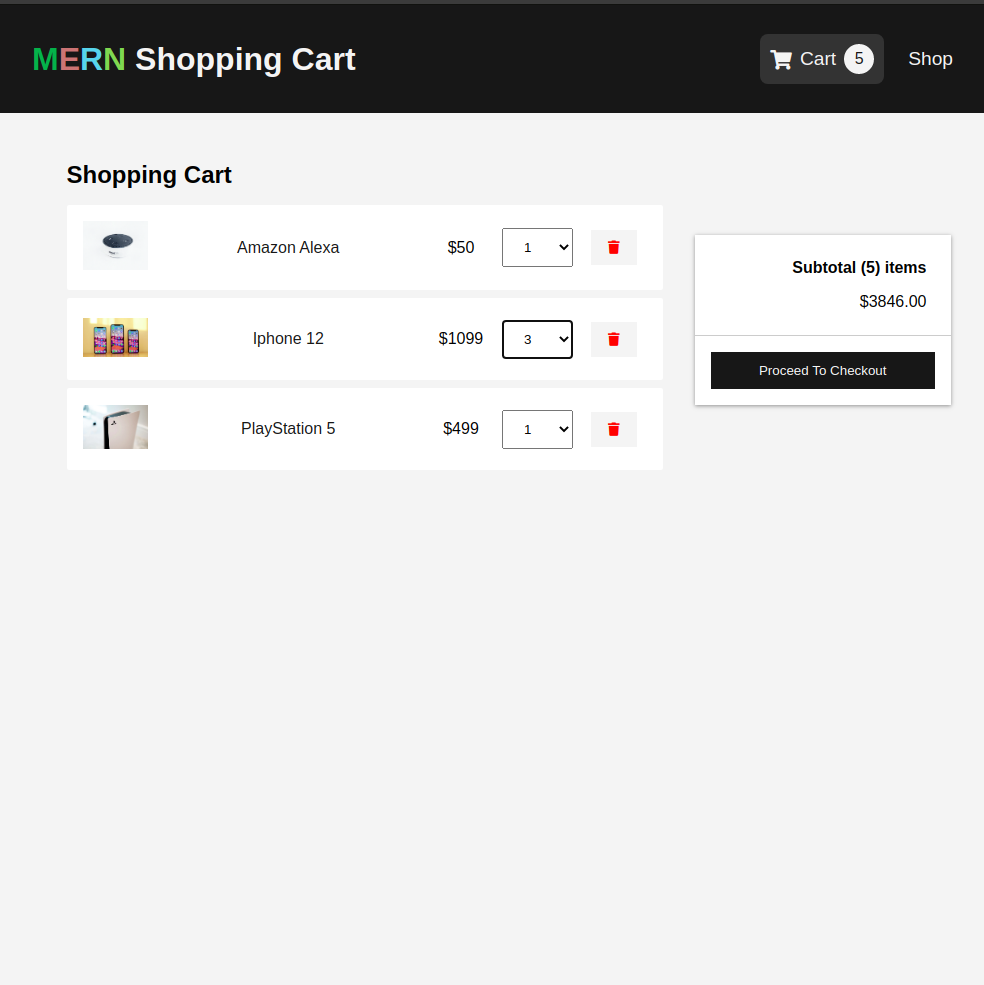 MERN Shopping Cart
Cart 5
Shop
Shopping Cart
Amazon Alexa $50 1
Iphone 12 $1099 3
PlayStation 5 $499 1
Subtotal (5) items
$3846.00
Proceed To Checkout